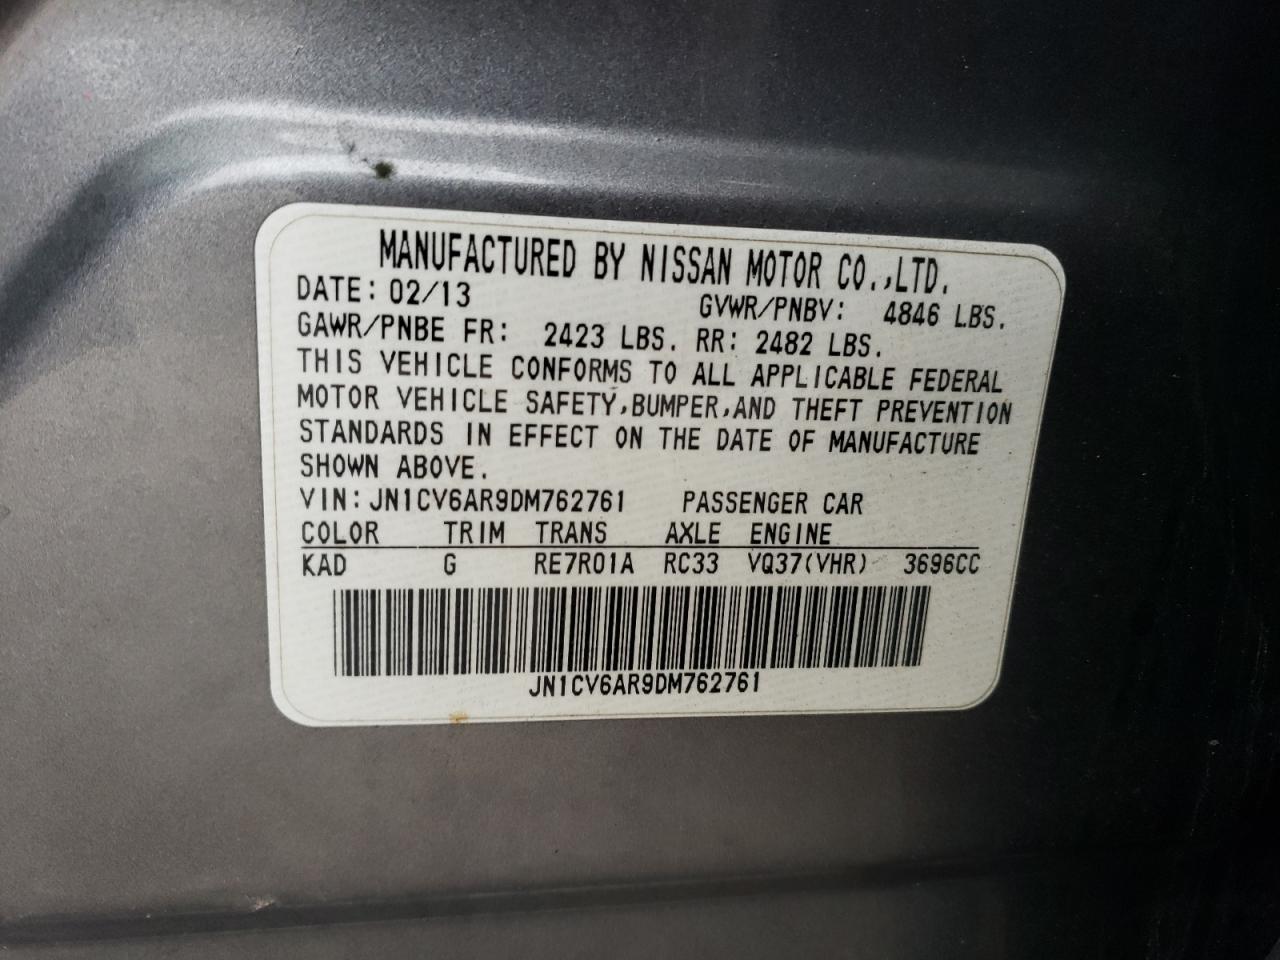 MANUFACTURED BY NISSAN MOTOR CO.,LTD.
DATE: 02/13 GVWR/PNBV: 4846 LBS.
GAWR/PNBE FR: 2423 LBS. RR: 2482 LBS.
THIS VEHICLE CONFORMS TO ALL APPLICABLE FEDERAL
MOTOR VEHICLE SAFETY,BUMPER,AND THEFT PREVENTION
STANDARDS IN EFFECT ON THE DATE OF MANUFACTURE
SHOWN ABOVE.
VIN: JN1CV6AR9DM762761 PASSENGER CAR
COLOR TRIM TRANS AXLE ENGINE
KAD G RE7R01A RC33 VQ37(VHR) 3696CC
JN1CV6AR9DM762761